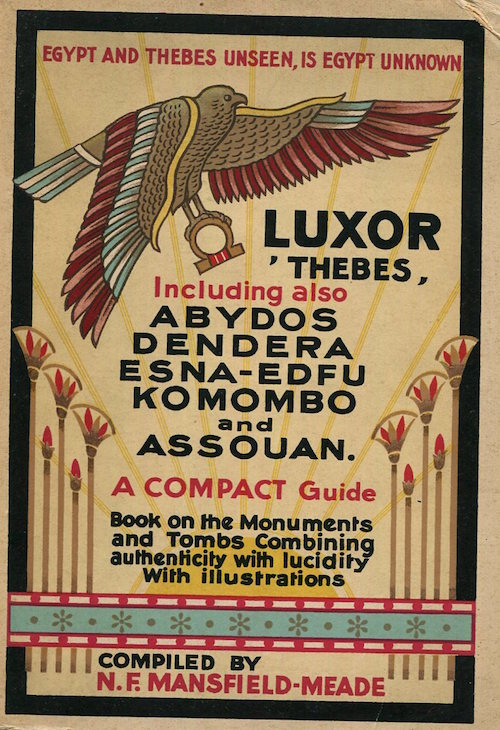 EGYPT AND THEBES UNSEEN, IS EGYPT UNKNOWN
LUXOR
'THEBES,
Including also
ABYDOS
DENDERA
ESNA-EDFU
KOMOMBO
and
ASSOUAN.
A COMPACT Guide
Book on the Monuments
and Tombs Combining
authenticity with lucidity
With illustrations
COMPILED BY
N.F. MANSFIELD-MEADE